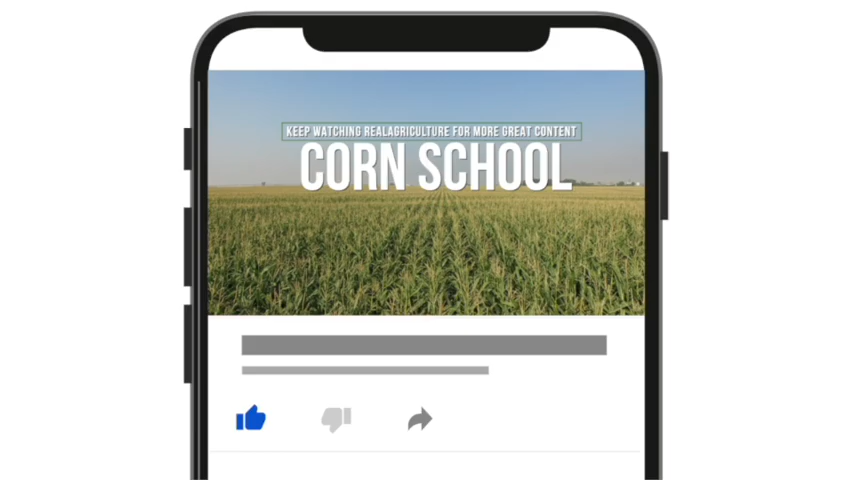 KEEP WATCHING REALAGRICULTURE FOR MORE GREAT CONTENT
CORN SCHOOL